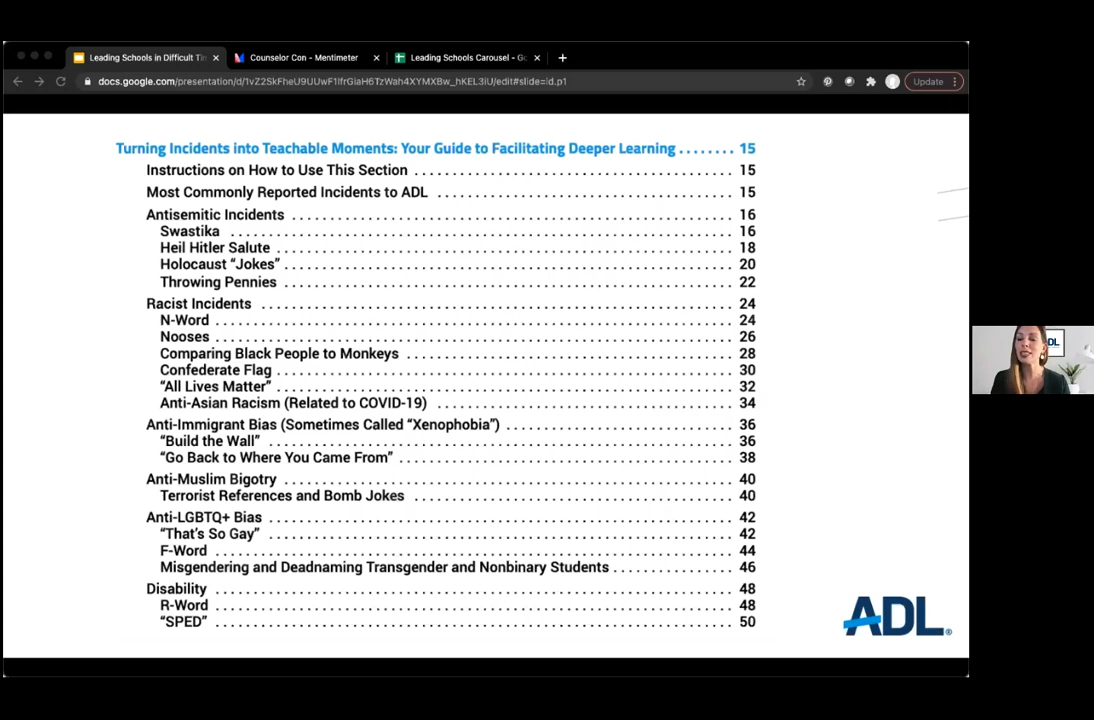 Leading Schools in Difficult Tin
Counselor Con - Mentimeter
Leading Schools Carousel - Go
docs.google.com/presentation/d/1vZ2SkFheU9UUwF1IfrGiaH6TzWah4XYMXBw_hKEL3iU/edit#slide=id.p1
Update
Turning Incidents into Teachable Moments: Your Guide to Facilitating Deeper Learning ........ 15
Instructions on How to Use This Section ........ 15
Most Commonly Reported Incidents to ADL ........ 15
Antisemitic Incidents ........ 16
Swastika ........ 16
Heil Hitler Salute ........ 18
Holocaust “Jokes” ........ 20
Throwing Pennies ........ 22
Racist Incidents ........ 24
N-Word ........ 24
Nooses ........ 26
Comparing Black People to Monkeys ........ 28
Confederate Flag ........ 30
“All Lives Matter” ........ 32
Anti-Asian Racism (Related to COVID-19) ........ 34
Anti-Immigrant Bias (Sometimes Called “Xenophobia”) ........ 36
“Build the Wall” ........ 36
“Go Back to Where You Came From” ........ 38
Anti-Muslim Bigotry ........ 40
Terrorist References and Bomb Jokes ........ 40
Anti-LGBTQ+ Bias ........ 42
“That’s So Gay” ........ 42
F-Word ........ 44
Misgendering and Deadnaming Transgender and Nonbinary Students ........ 46
Disability ........ 48
R-Word ........ 48
“SPED” ........ 50
ADL®
ADL